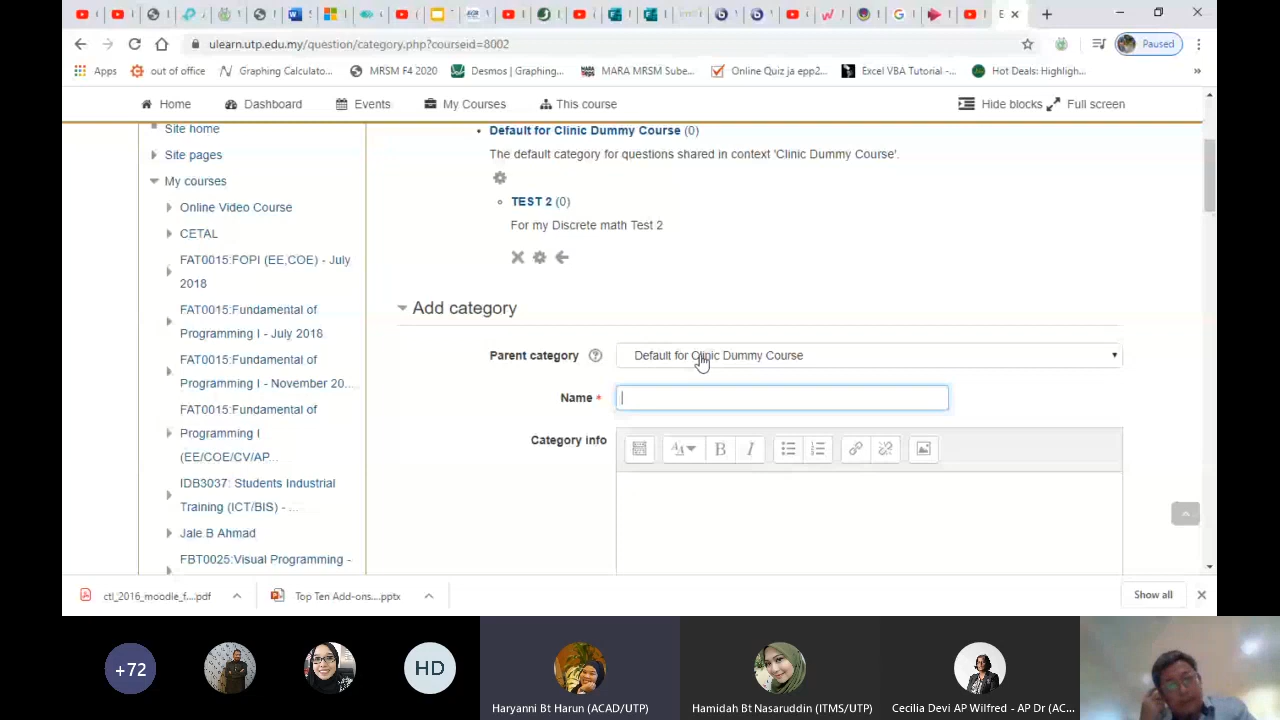 E
Paused
ulearn.utp.edu.my/question/category.php?courseid=8002
Apps
out of office
Graphing Calculato...
MRSM F4 2020
Desmos | Graphing...
MARA MRSM Sube...
Online Quiz ja epp2...
Excel VBA Tutorial -...
Hot Deals: Highligh...
»
Home
Dashboard
Events
My Courses
This course
Hide blocks
Full screen
Site home
Site pages
My courses
Online Video Course
CETAL
FAT0015:FOPI (EE,COE) - July
2018
FAT0015:Fundamental of
Programming I - July 2018
FAT0015:Fundamental of
Programming I - November 20...
FAT0015:Fundamental of
Programming I
(EE/COE/CV/AP...
IDB3037: Students Industrial
Training (ICT/BIS) - ...
Jale B Ahmad
FBT0025:Visual Programming -
Default for Clinic Dummy Course (0)
The default category for questions shared in context 'Clinic Dummy Course'.
TEST 2 (0)
For my Discrete math Test 2
Add category
Parent category
Default for Clinic Dummy Course
Name *
Category info
B I
ctl_2016_moodle_f....pdf
Top Ten Add-ons....pptx
Show all
+72
HD
Haryanni Bt Harun (ACAD/UTP)
Hamidah Bt Nasaruddin (ITMS/UTP)
Cecilia Devi AP Wilfred - AP Dr (AC...